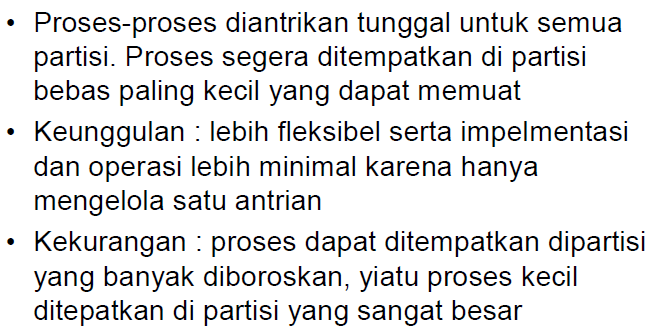 • Proses-proses diantrikan tunggal untuk semua
partisi. Proses segera ditempatkan di partisi
bebas paling kecil yang dapat memuat
• Keunggulan : lebih fleksibel serta impelmentasi
dan operasi lebih minimal karena hanya
mengelola satu antrian
• Kekurangan : proses dapat ditempatkan dipartisi
yang banyak diboroskan, yiatu proses kecil
ditepatkan di partisi yang sangat besar